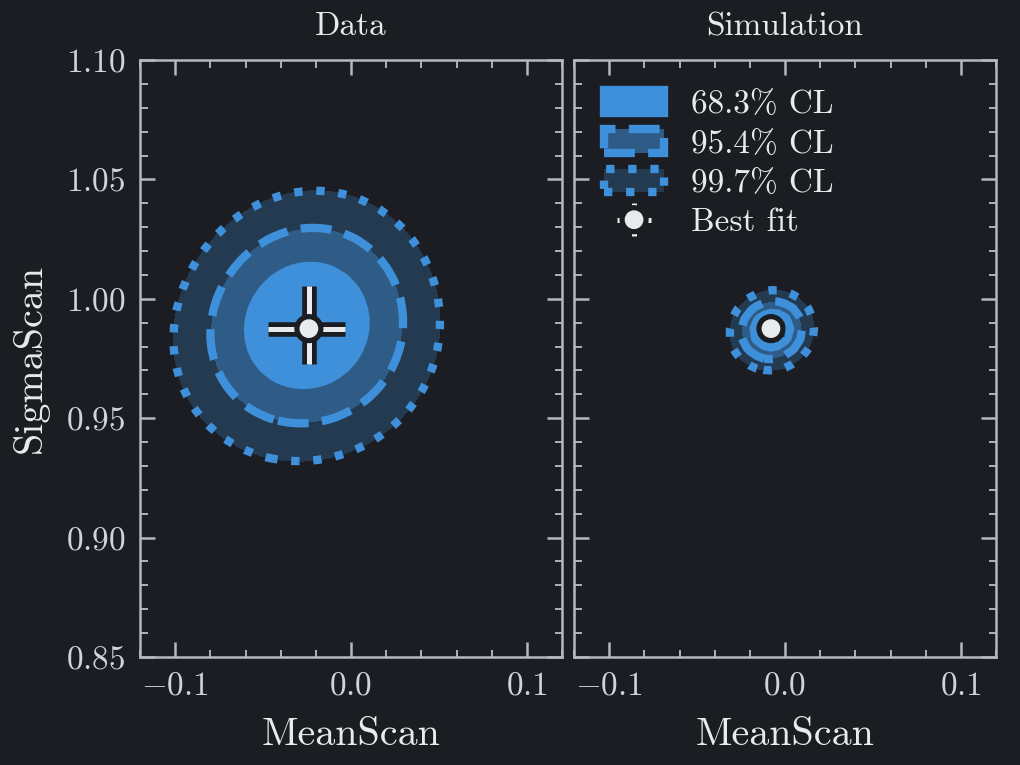 Data
Simulation
1.10
1.05
1.00
0.95
0.90
0.85
SigmaScan
68.3% CL
95.4% CL
99.7% CL
Best fit
−0.1 0.0 0.1
−0.1 0.0 0.1
MeanScan
MeanScan